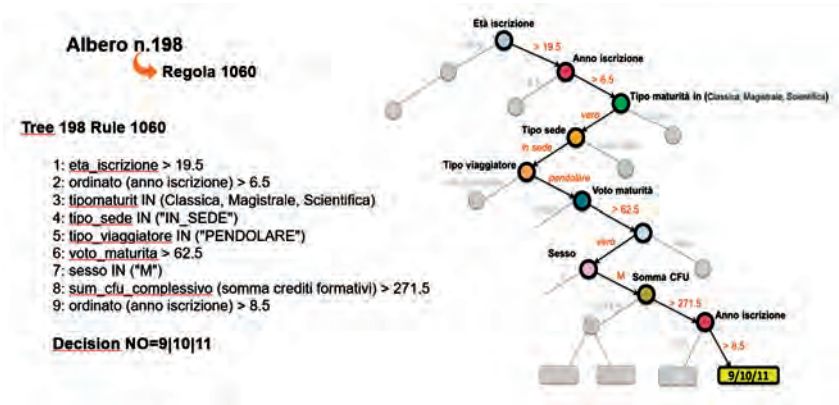 Albero n.198
Regola 1060
Tree 198 Rule 1060
1: eta_iscrizione > 19.5
2: ordinato (anno iscrizione) > 6.5
3: tipomaturit IN (Classica, Magistrale, Scientifica)
4: tipo_sede IN ("IN_SEDE")
5: tipo_viaggiatore IN ("PENDOLARE")
6: voto_maturita > 62.5
7: sesso IN ("M")
8: sum_cfu_complessivo (somma crediti formativi) > 271.5
9: ordinato (anno iscrizione) > 8.5
Decision NO=9|10|11
Età iscrizione
> 19.5
Anno iscrizione
> 6.5
Tipo maturità in (Classica, Magistrale, Scientifica)
vero
Tipo sede
in sede
Tipo viaggiatore
pendolare
Voto maturità
> 62.5
vero
Sesso
M
Somma CFU
> 271.5
Anno iscrizione
> 8.5
9/10/11